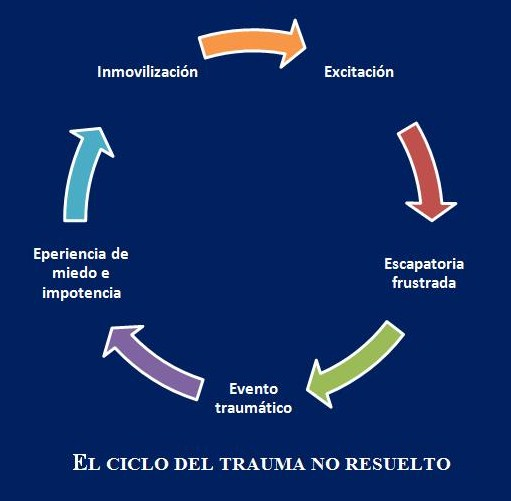 Inmovilización
Excitación
Escapatoria
frustrada
Evento
traumático
Eperiencia de
miedo e
impotencia
EL CICLO DEL TRAUMA NO RESUELTO